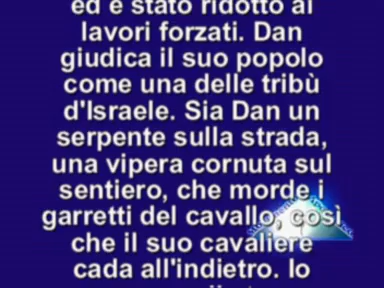 ed è stato ridotto ai
lavori forzati. Dan
giudica il suo popolo
come una delle tribù
d'Israele. Sia Dan un
serpente sulla strada,
una vipera cornuta sul
sentiero, che morde i
garretti del cavallo, così
che il suo cavaliere
cada all'indietro. Io